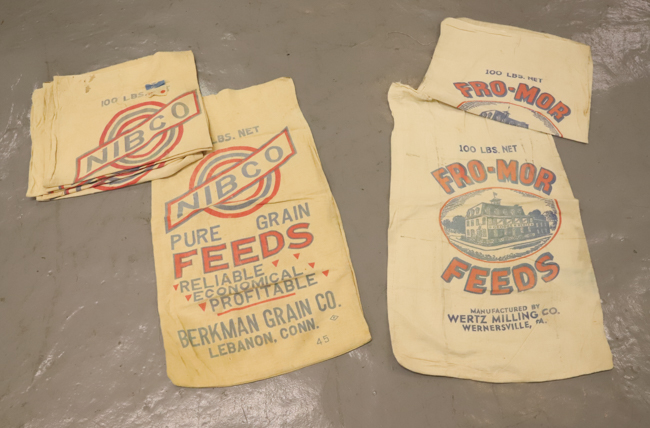 100 LBS. NET
NIBCO
LBS. NET
NIBCO
PURE GRAIN
FEEDS
RELIABLE
ECONOMICAL
PROFITABLE
BERKMAN GRAIN CO.
LEBANON, CONN.
45
100 LBS. NET
FRO-MOR
100 LBS. NET
FRO-MOR
FEEDS
MANUFACTURED BY
WERTZ MILLING CO.
WERNERSVILLE, PA.